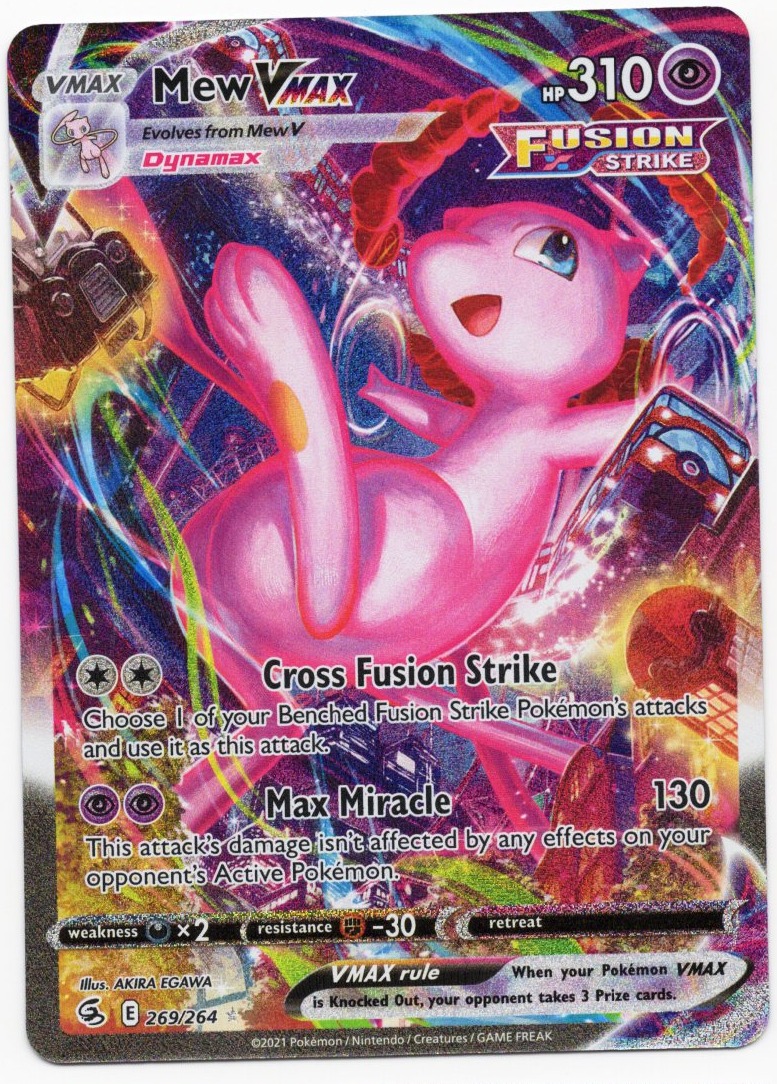 VMAX
Mew VMAX
HP 310
Evolves from Mew V
Dynamax
FUSION
STRIKE
Cross Fusion Strike
Choose 1 of your Benched Fusion Strike Pokémon's attacks
and use it as this attack.
Max Miracle 130
This attack's damage isn't affected by any effects on your
opponent's Active Pokémon.
weakness ×2 resistance -30 retreat
VMAX rule When your Pokémon VMAX
is Knocked Out, your opponent takes 3 Prize cards.
Illus. AKIRA EGAWA
E 269/264
©2021 Pokémon / Nintendo / Creatures / GAME FREAK